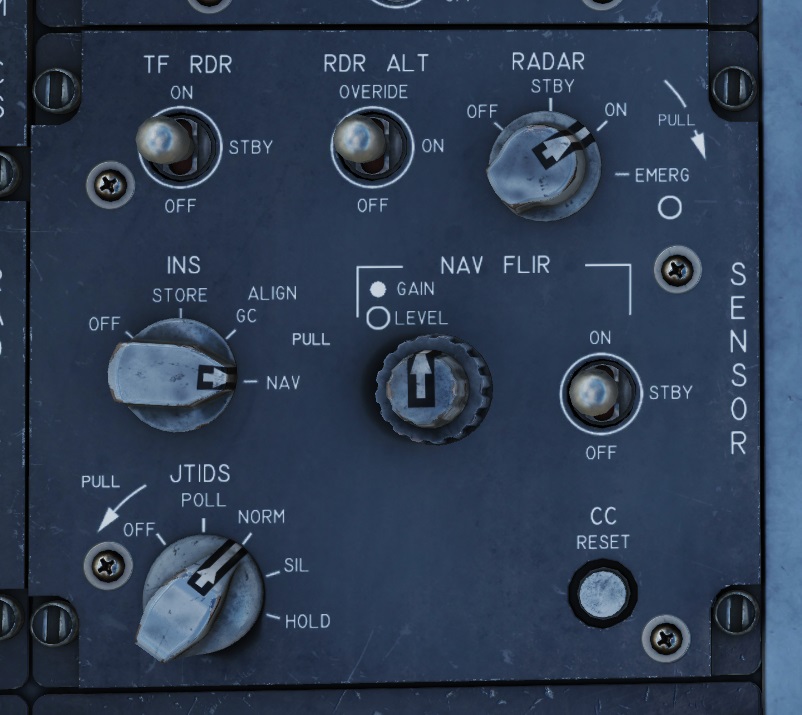 TF RDR
ON
STBY
OFF
RDR ALT
OVERIDE
ON
OFF
RADAR
STBY
OFF
ON
PULL
EMERG
INS
STORE
ALIGN
OFF
GC
PULL
NAV
NAV FLIR
GAIN
LEVEL
ON
STBY
OFF
SENSOR
JTIDS
PULL
POLL
OFF
NORM
SIL
HOLD
CC
RESET